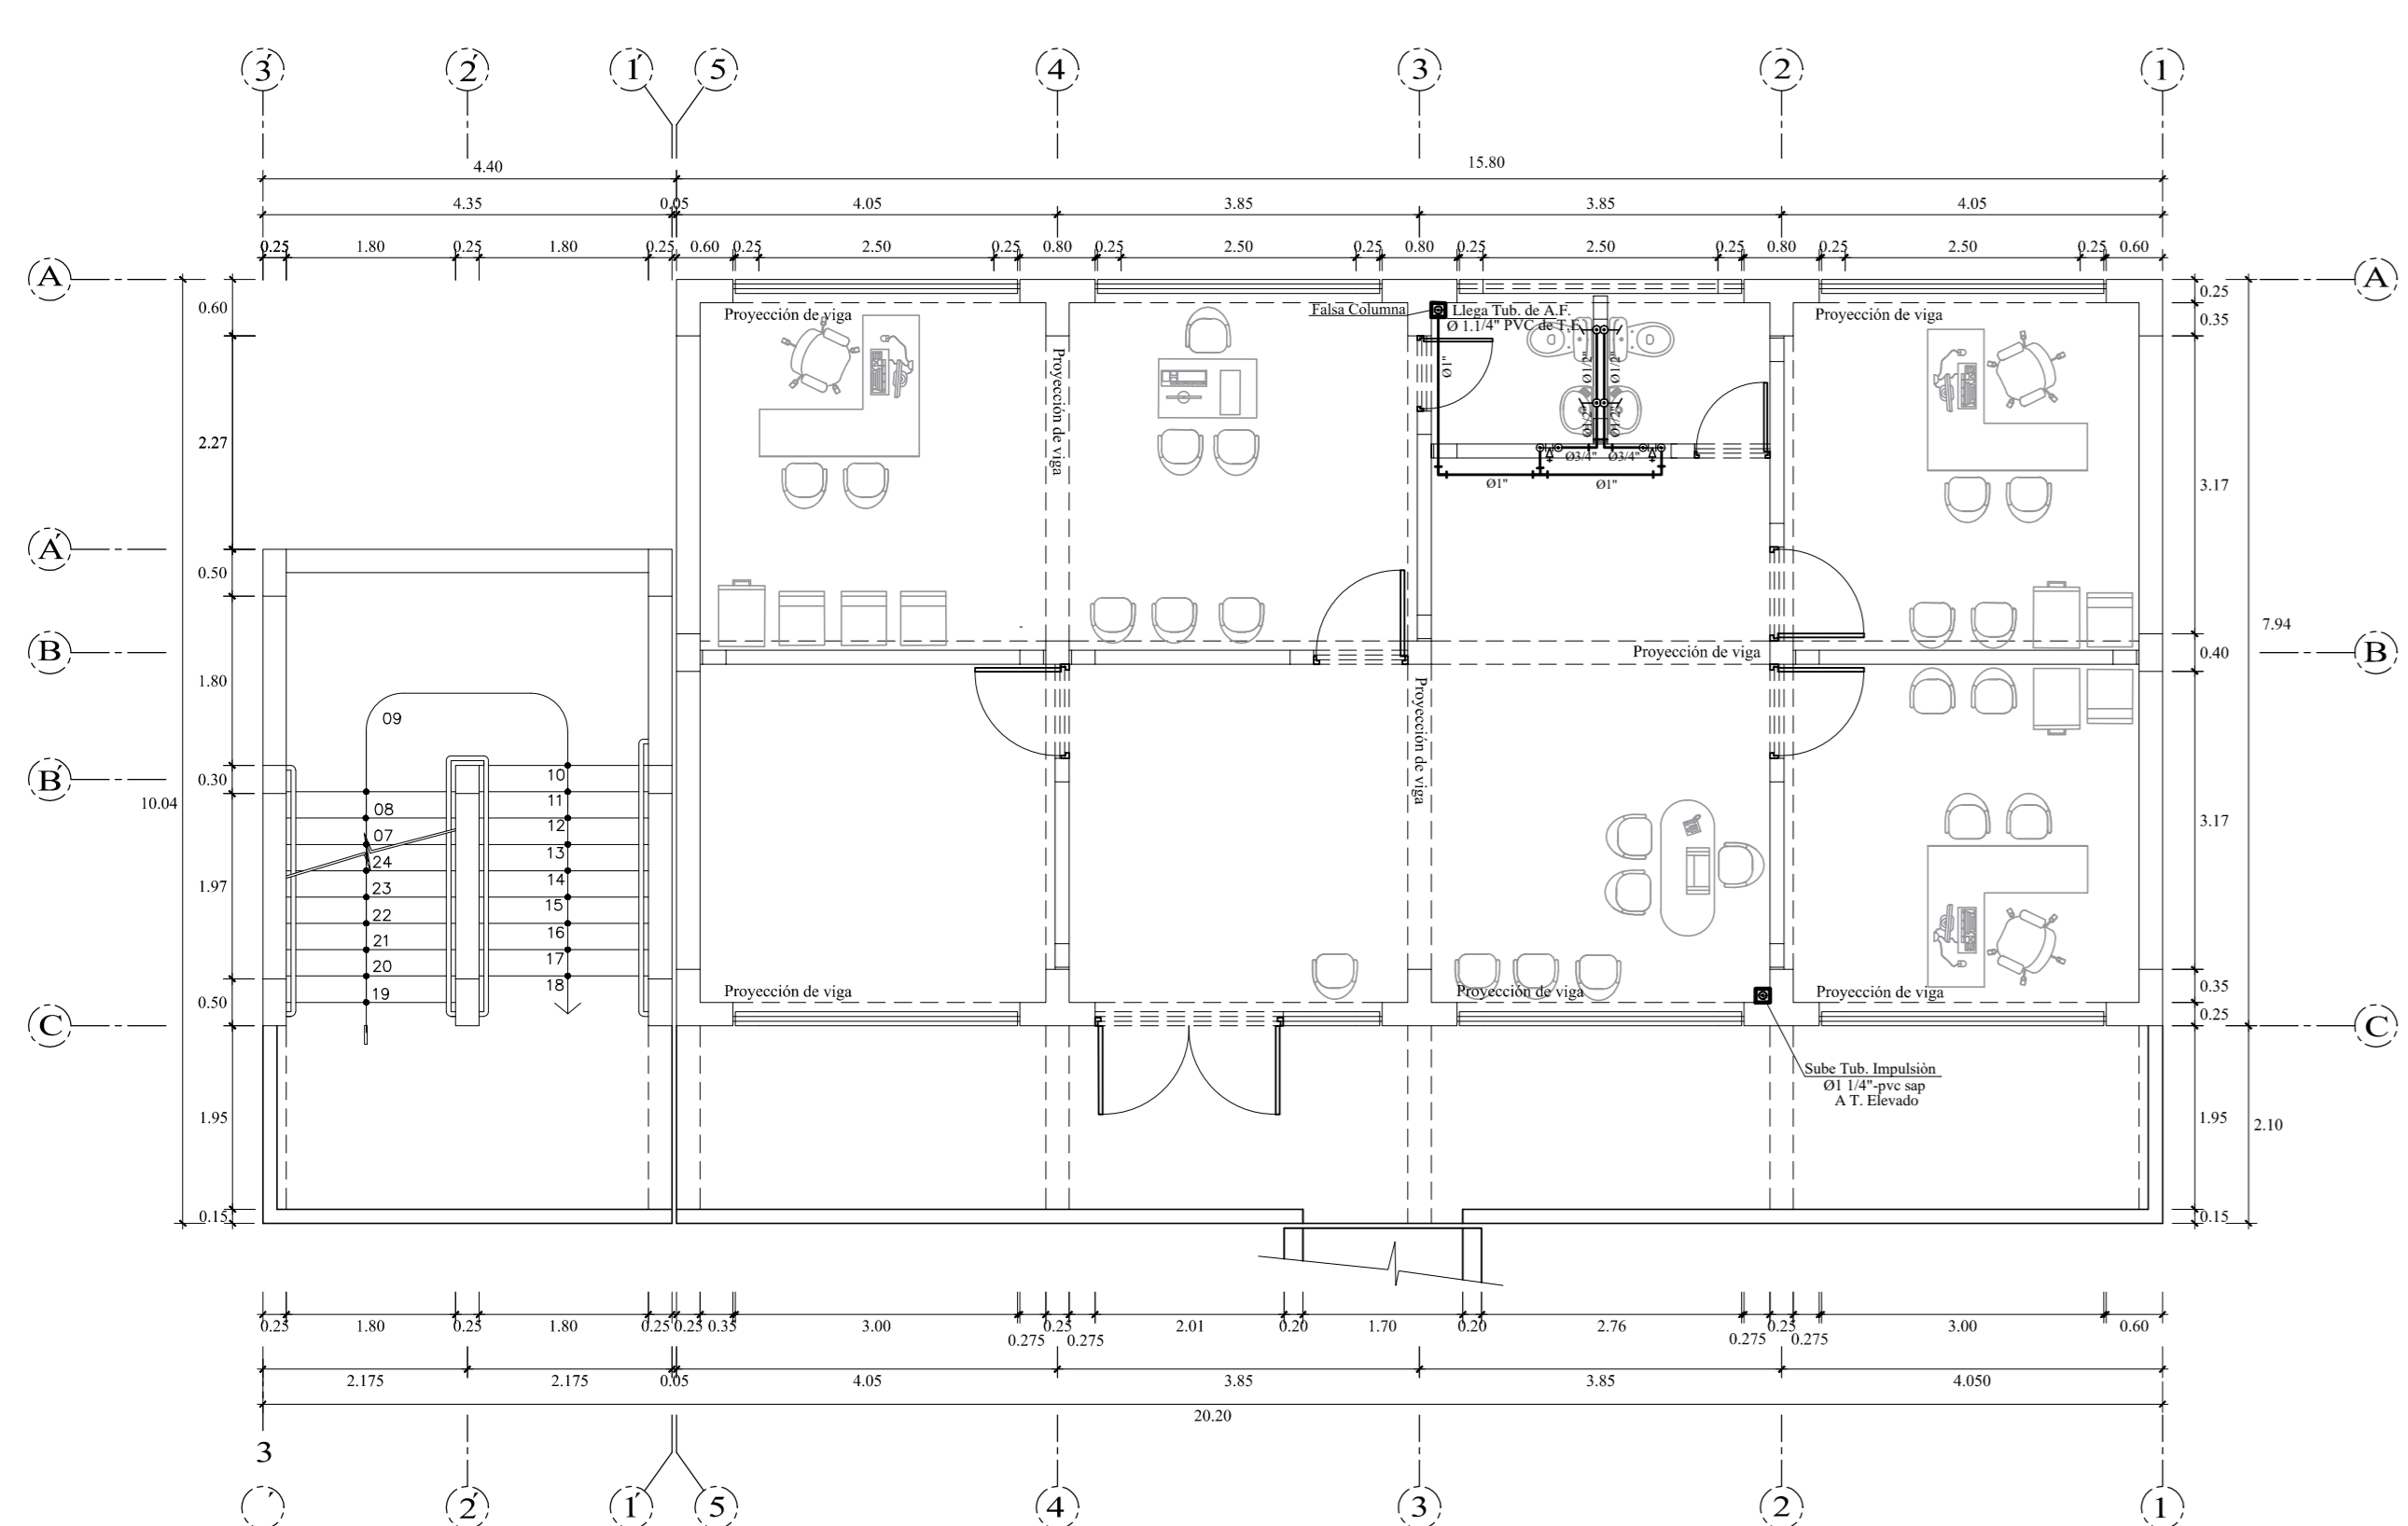 3' 2' 1' 5 4 3 2 1
4.40 15.80
4.35 0.05 4.05 3.85 3.85 4.05
0.25 1.80 0.25 1.80 0.25 0.60 0.25 2.50 0.25 0.80 0.25 2.50 0.25 0.80 0.25 2.50 0.25 0.80 0.25 2.50 0.25 0.60
A A
0.60 0.25
0.35
Proyección de viga
Falsa Columna
Llega Tub. de A.F.
Ø 1.1/4" PVC de T.E.
Proyección de viga
Proyección de viga
Ø1"
Ø1/2" Ø1/2"
Ø1/2" Ø1/2"
Ø3/4" Ø3/4"
Ø1" Ø1"
2.27 3.17
A'
0.50
B B
Proyección de viga
7.94
0.40
1.80
Proyección de viga
09
B'
0.30
10.04
10
11
08
12
07
13
24
14
23
15
22
16
21
17
20
18
19
3.17
1.97
0.50
0.35
0.25
Proyección de viga
Proyección de viga
Proyección de viga
C C
Sube Tub. Impulsiòn
Ø1 1/4"-pvc sap
A T. Elevado
1.95 1.95 2.10
0.15 0.15
0.25 1.80 0.25 1.80 0.25 0.25 0.35 3.00 0.275 0.25 0.275 2.01 0.20 1.70 0.20 2.76 0.275 0.25 0.275 3.00 0.60
2.175 2.175 0.05 4.05 3.85 3.85 4.050
20.20
3
' 2' 1' 5 4 3 2 1